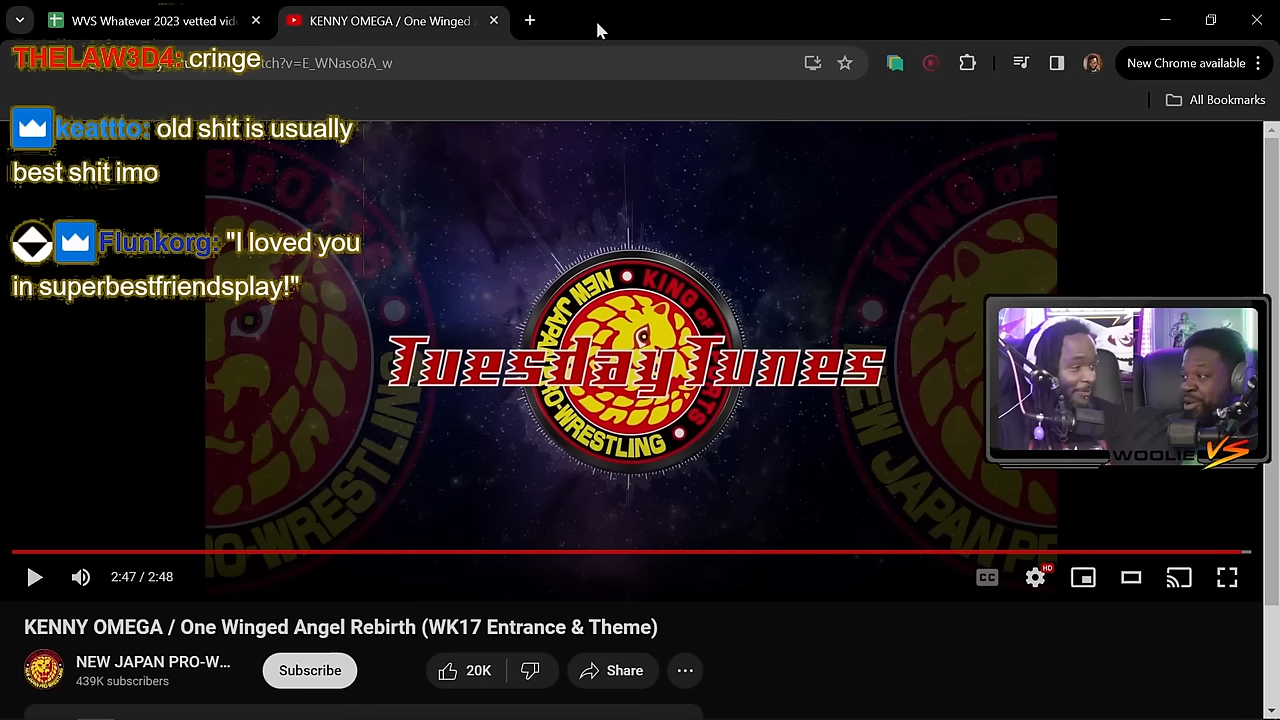 WVS Whatever 2023 vetted vid
KENNY OMEGA / One Winged
THELAW3D4: cringe
tch?v=E_WNaso8A_w
New Chrome available
All Bookmarks
keattto: old shit is usually
best shit imo
Flunkorg: "I loved you
in superbestfriendsplay!"
NEW JAPAN PRO-WRESTLING
KING OF
Tuesday Tunes
WOOLIE VS
2:47 / 2:48
CC
HD
KENNY OMEGA / One Winged Angel Rebirth (WK17 Entrance & Theme)
NEW JAPAN PRO-W...
439K subscribers
Subscribe
20K
Share